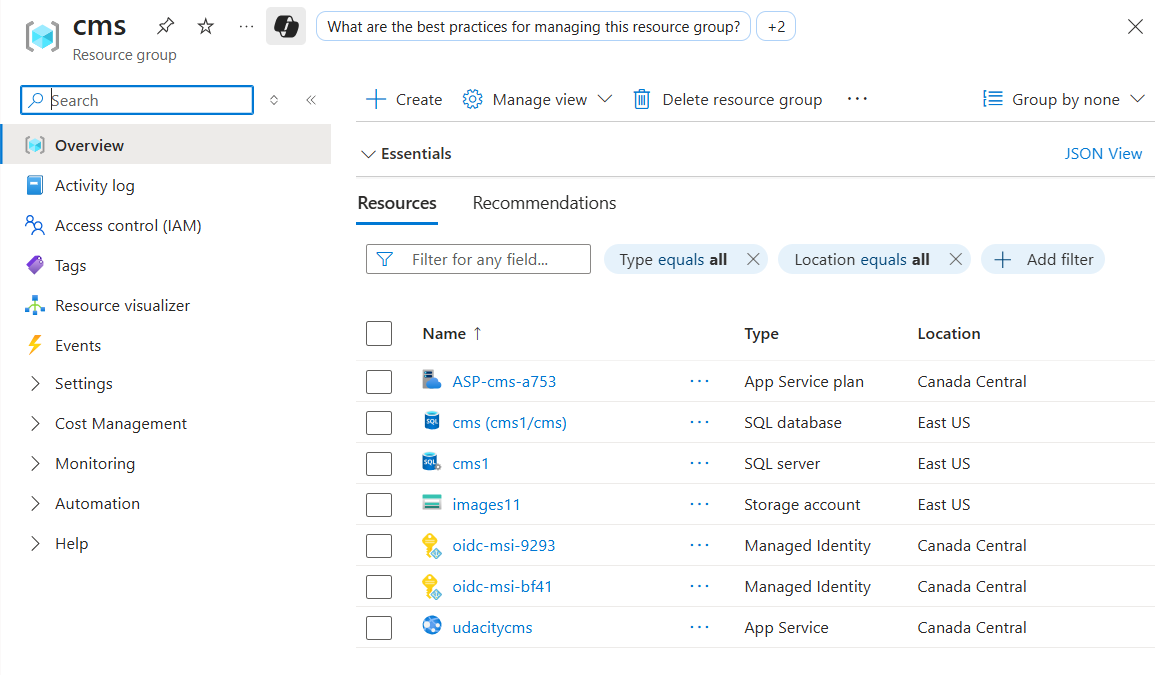 cms ...
What are the best practices for managing this resource group? +2
Resource group
Search
Create Manage view Delete resource group ... Group by none
Overview
Essentials JSON View
Activity log
Resources Recommendations
Access control (IAM)
Filter for any field... Type equals all Location equals all Add filter
Tags
Resource visualizer
Events
Settings
Cost Management
Monitoring
Automation
Help
Name ↑ Type Location
ASP-cms-a753 ... App Service plan Canada Central
SQL cms (cms1/cms) ... SQL database East US
SQL cms1 ... SQL server East US
images11 ... Storage account East US
oidc-msi-9293 ... Managed Identity Canada Central
oidc-msi-bf41 ... Managed Identity Canada Central
udacitycms ... App Service Canada Central